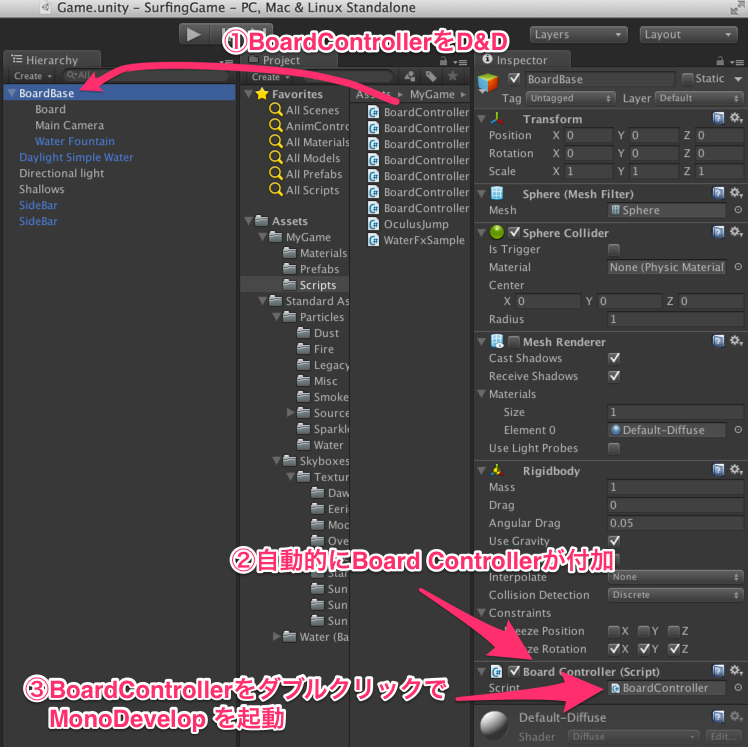 Game.unity - SurfingGame - PC, Mac & Linux Standalone
Layers
Layout
①BoardControllerをD&D
Hierarchy
Create
All
BoardBase
Board
Main Camera
Water Fountain
Daylight Simple Water
Directional light
Shallows
SideBar
SideBar
Project
Create
Favorites
All Scenes
AnimContro
All Materials
All Models
All Prefabs
All Scripts
Assets
MyGame
Materials
Prefabs
Scripts
Standard As
Particles
Dust
Fire
Legacy
Misc
Smoke
Source
Sparkle
Water
Skyboxes
Textur
Daw
Eeri
Moo
Ove
Sun
Sun
Sun
Water (Ba
Assets MyGame
BoardController
BoardController
BoardController
BoardController
BoardController
BoardController
BoardController
OculusJump
WaterFxSample
Inspector
BoardBase
Static
Tag Untagged Layer Default
Transform
Position X 0 Y 0 Z 0
Rotation X 0 Y 0 Z 0
Scale X 1 Y 1 Z 1
Sphere (Mesh Filter)
Mesh Sphere
Sphere Collider
Is Trigger
Material None (Physic Material
Center
X 0 Y 0 Z 0
Radius 1
Mesh Renderer
Cast Shadows
Receive Shadows
Materials
Size 1
Element 0 Default-Diffuse
Use Light Probes
Rigidbody
Mass 1
Drag 0
Angular Drag 0.05
Use Gravity
②自動的にBoard Controllerが付加
Interpolate None
Collision Detection Discrete
Constraints
Freeze Position X Y Z
Rotation X Y Z
Board Controller (Script)
Script BoardController
③BoardControllerをダブルクリックで
MonoDevelop を起動
Default-Diffuse
Shader Diffuse Edit...